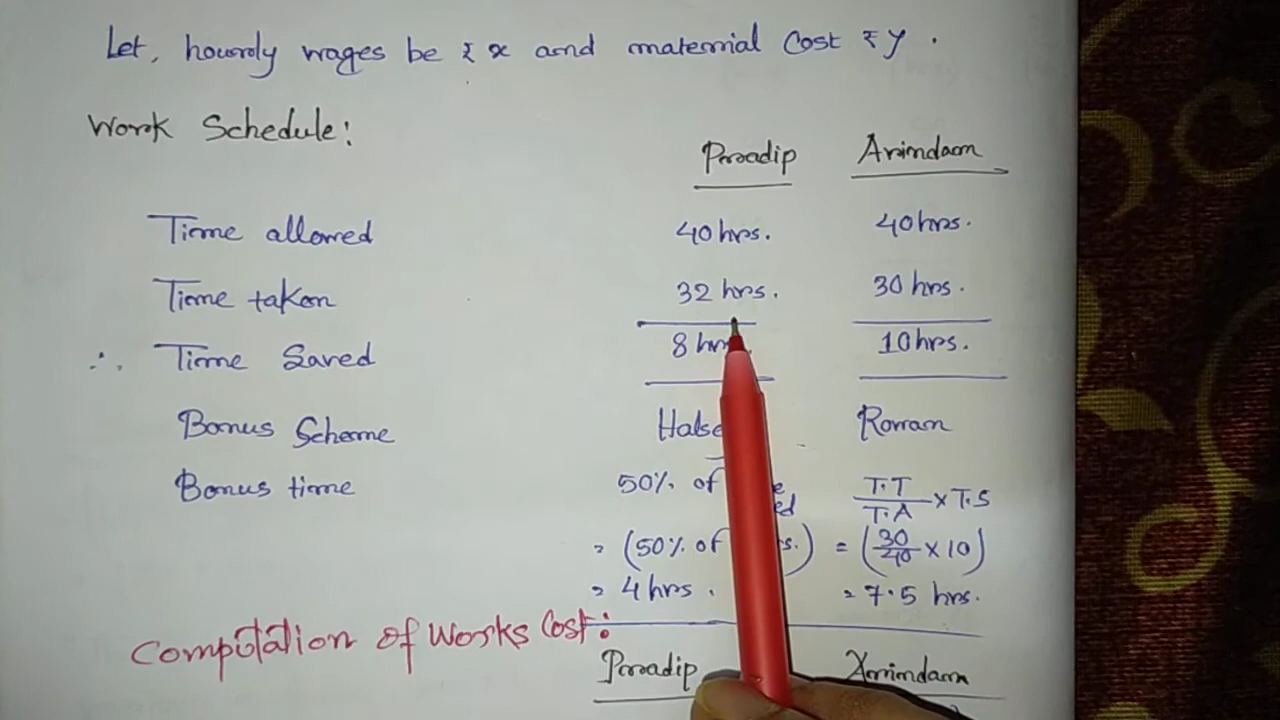 Let, hourly wages be ₹ x and material Cost ₹ y.
Work Schedule:
Pradip Arindam
Time allowed 40 hrs. 40 hrs.
Time taken 32 hrs. 30 hrs.
∴ Time Saved 8 hrs. 10 hrs.
Bonus Scheme Halse Rowan
Bonus time 50% of T.T/T.A × T.S
= (50% of s.) = (30/40 × 10)
= 4 hrs. = 7.5 hrs.
Computation of Works Cost:
Pradip Arindam